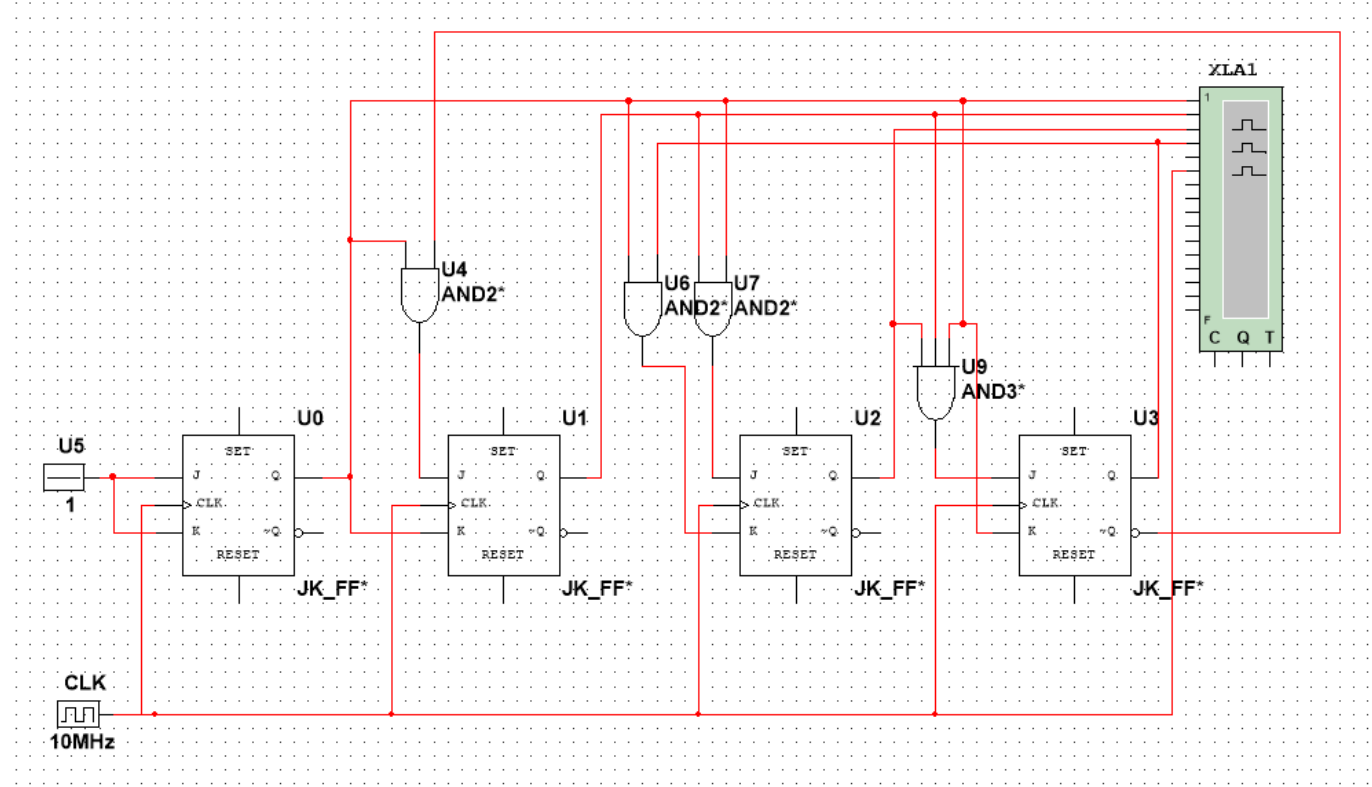 XLA1
1
F
C Q T
U4
AND2*
U6
AND2*
U7
AND2*
U9
AND3*
U5
1
U0
SET
J Q
CLK
K ~Q
RESET
JK_FF*
U1
SET
J Q
CLK
K ~Q
RESET
JK_FF*
U2
SET
J Q
CLK
K ~Q
RESET
JK_FF*
U3
SET
J Q
CLK
K ~Q
RESET
JK_FF*
CLK
10MHz